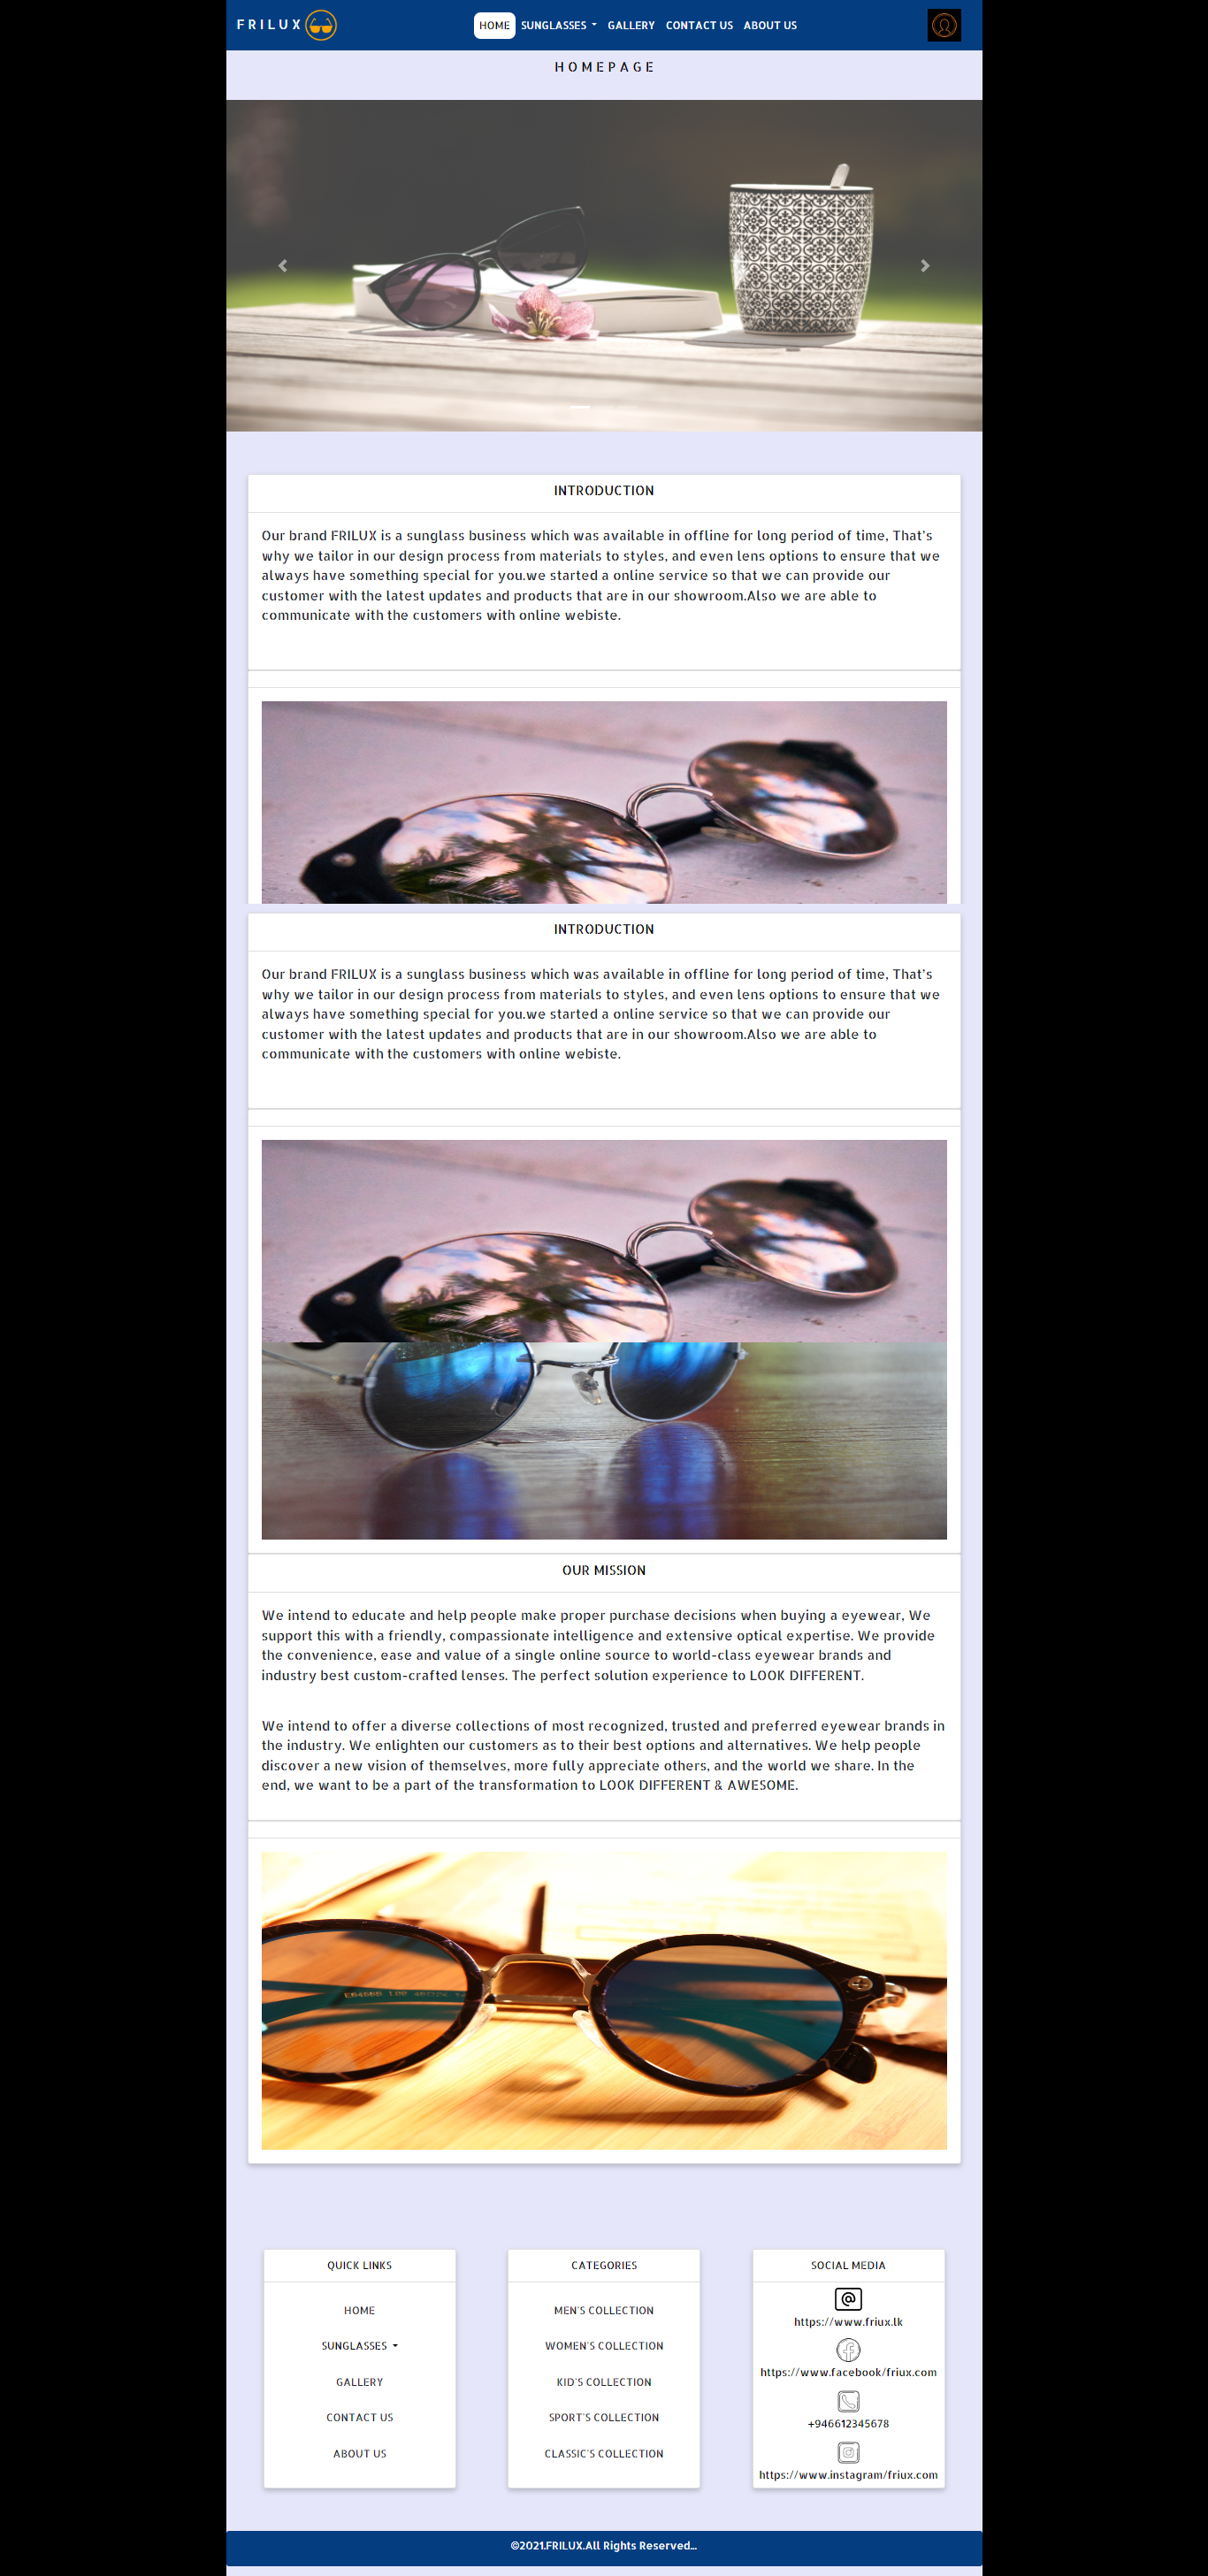 FRILUX
HOME SUNGLASSES GALLERY CONTACT US ABOUT US
HOMEPAGE
INTRODUCTION
Our brand FRILUX is a sunglass business which was available in offline for long period of time, That's
why we tailor in our design process from materials to styles, and even lens options to ensure that we
always have something special for you.we started a online service so that we can provide our
customer with the latest updates and products that are in our showroom.Also we are able to
communicate with the customers with online webiste.
INTRODUCTION
Our brand FRILUX is a sunglass business which was available in offline for long period of time, That's
why we tailor in our design process from materials to styles, and even lens options to ensure that we
always have something special for you.we started a online service so that we can provide our
customer with the latest updates and products that are in our showroom.Also we are able to
communicate with the customers with online webiste.
OUR MISSION
We intend to educate and help people make proper purchase decisions when buying a eyewear, We
support this with a friendly, compassionate intelligence and extensive optical expertise. We provide
the convenience, ease and value of a single online source to world-class eyewear brands and
industry best custom-crafted lenses. The perfect solution experience to LOOK DIFFERENT.
We intend to offer a diverse collections of most recognized, trusted and preferred eyewear brands in
the industry. We enlighten our customers as to their best options and alternatives. We help people
discover a new vision of themselves, more fully appreciate others, and the world we share. In the
end, we want to be a part of the transformation to LOOK DIFFERENT & AWESOME.
QUICK LINKS
HOME
SUNGLASSES
GALLERY
CONTACT US
ABOUT US
CATEGORIES
MEN'S COLLECTION
WOMEN'S COLLECTION
KID'S COLLECTION
SPORT'S COLLECTION
CLASSIC'S COLLECTION
SOCIAL MEDIA
https://www.friux.lk
https://www.facebook/friux.com
+946612345678
https://www.instagram/friux.com
©2021.FRILUX.All Rights Reserved...